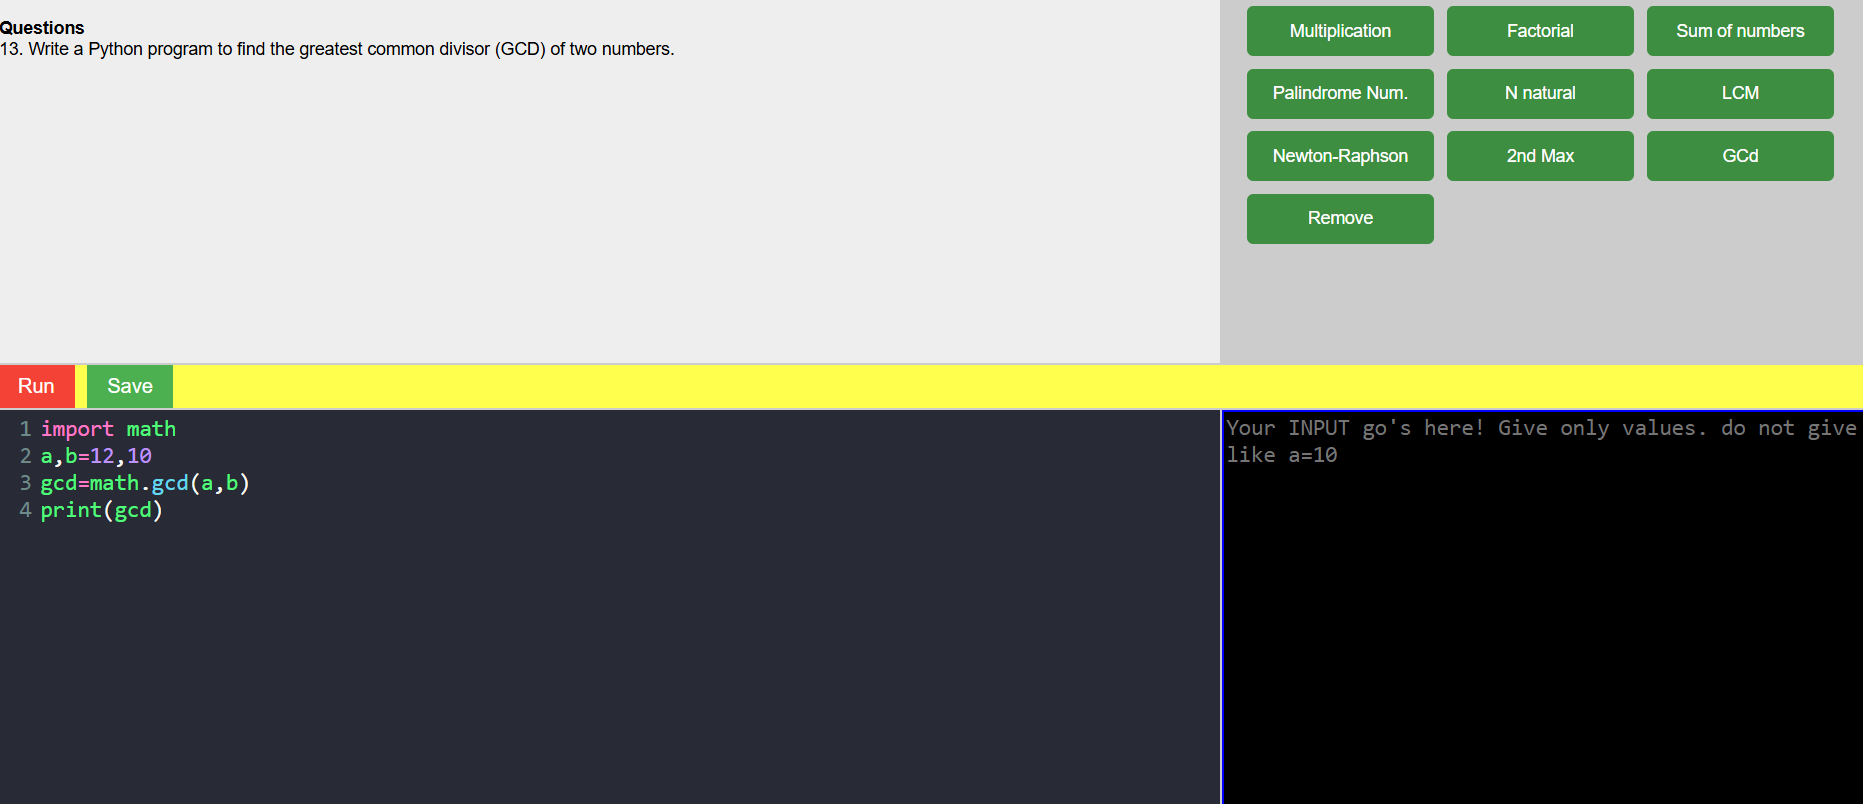 Questions
13. Write a Python program to find the greatest common divisor (GCD) of two numbers.
Multiplication
Factorial
Sum of numbers
Palindrome Num.
N natural
LCM
Newton-Raphson
2nd Max
GCd
Remove
Run
Save
1 import math
2 a,b=12,10
3 gcd=math.gcd(a,b)
4 print(gcd)
Your INPUT go's here! Give only values. do not give
like a=10